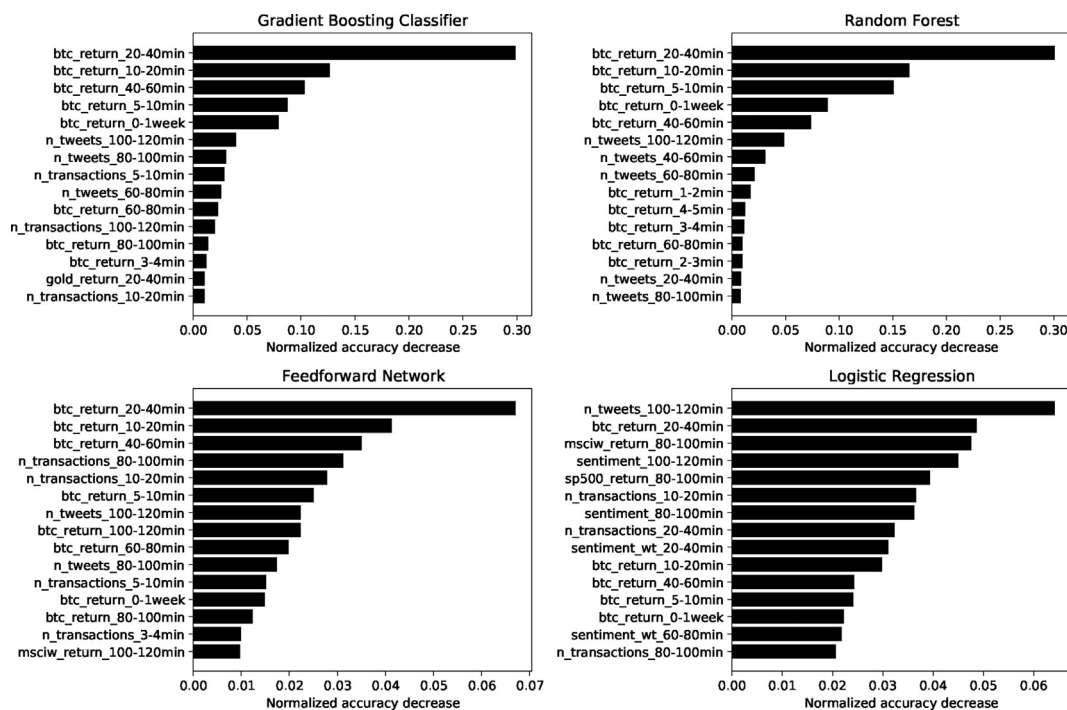 Gradient Boosting Classifier
btc_return_20-40min
btc_return_10-20min
btc_return_40-60min
btc_return_5-10min
btc_return_0-1week
n_tweets_100-120min
n_tweets_80-100min
n_transactions_5-10min
n_tweets_60-80min
btc_return_60-80min
n_transactions_100-120min
btc_return_80-100min
btc_return_3-4min
gold_return_20-40min
n_transactions_10-20min
0.00 0.05 0.10 0.15 0.20 0.25 0.30
Normalized accuracy decrease
Random Forest
btc_return_20-40min
btc_return_10-20min
btc_return_5-10min
btc_return_0-1week
btc_return_40-60min
n_tweets_100-120min
n_tweets_40-60min
n_tweets_60-80min
btc_return_1-2min
btc_return_4-5min
btc_return_3-4min
btc_return_60-80min
btc_return_2-3min
n_tweets_20-40min
n_tweets_80-100min
0.00 0.05 0.10 0.15 0.20 0.25 0.30
Normalized accuracy decrease
Feedforward Network
btc_return_20-40min
btc_return_10-20min
btc_return_40-60min
n_transactions_80-100min
n_transactions_10-20min
btc_return_5-10min
n_tweets_100-120min
btc_return_100-120min
btc_return_60-80min
n_tweets_80-100min
n_transactions_5-10min
btc_return_0-1week
btc_return_80-100min
n_transactions_3-4min
msciw_return_100-120min
0.00 0.01 0.02 0.03 0.04 0.05 0.06 0.07
Normalized accuracy decrease
Logistic Regression
n_tweets_100-120min
btc_return_20-40min
msciw_return_80-100min
sentiment_100-120min
sp500_return_80-100min
n_transactions_10-20min
sentiment_80-100min
n_transactions_20-40min
sentiment_wt_20-40min
btc_return_10-20min
btc_return_40-60min
btc_return_5-10min
btc_return_0-1week
sentiment_wt_60-80min
n_transactions_80-100min
0.00 0.01 0.02 0.03 0.04 0.05 0.06
Normalized accuracy decrease